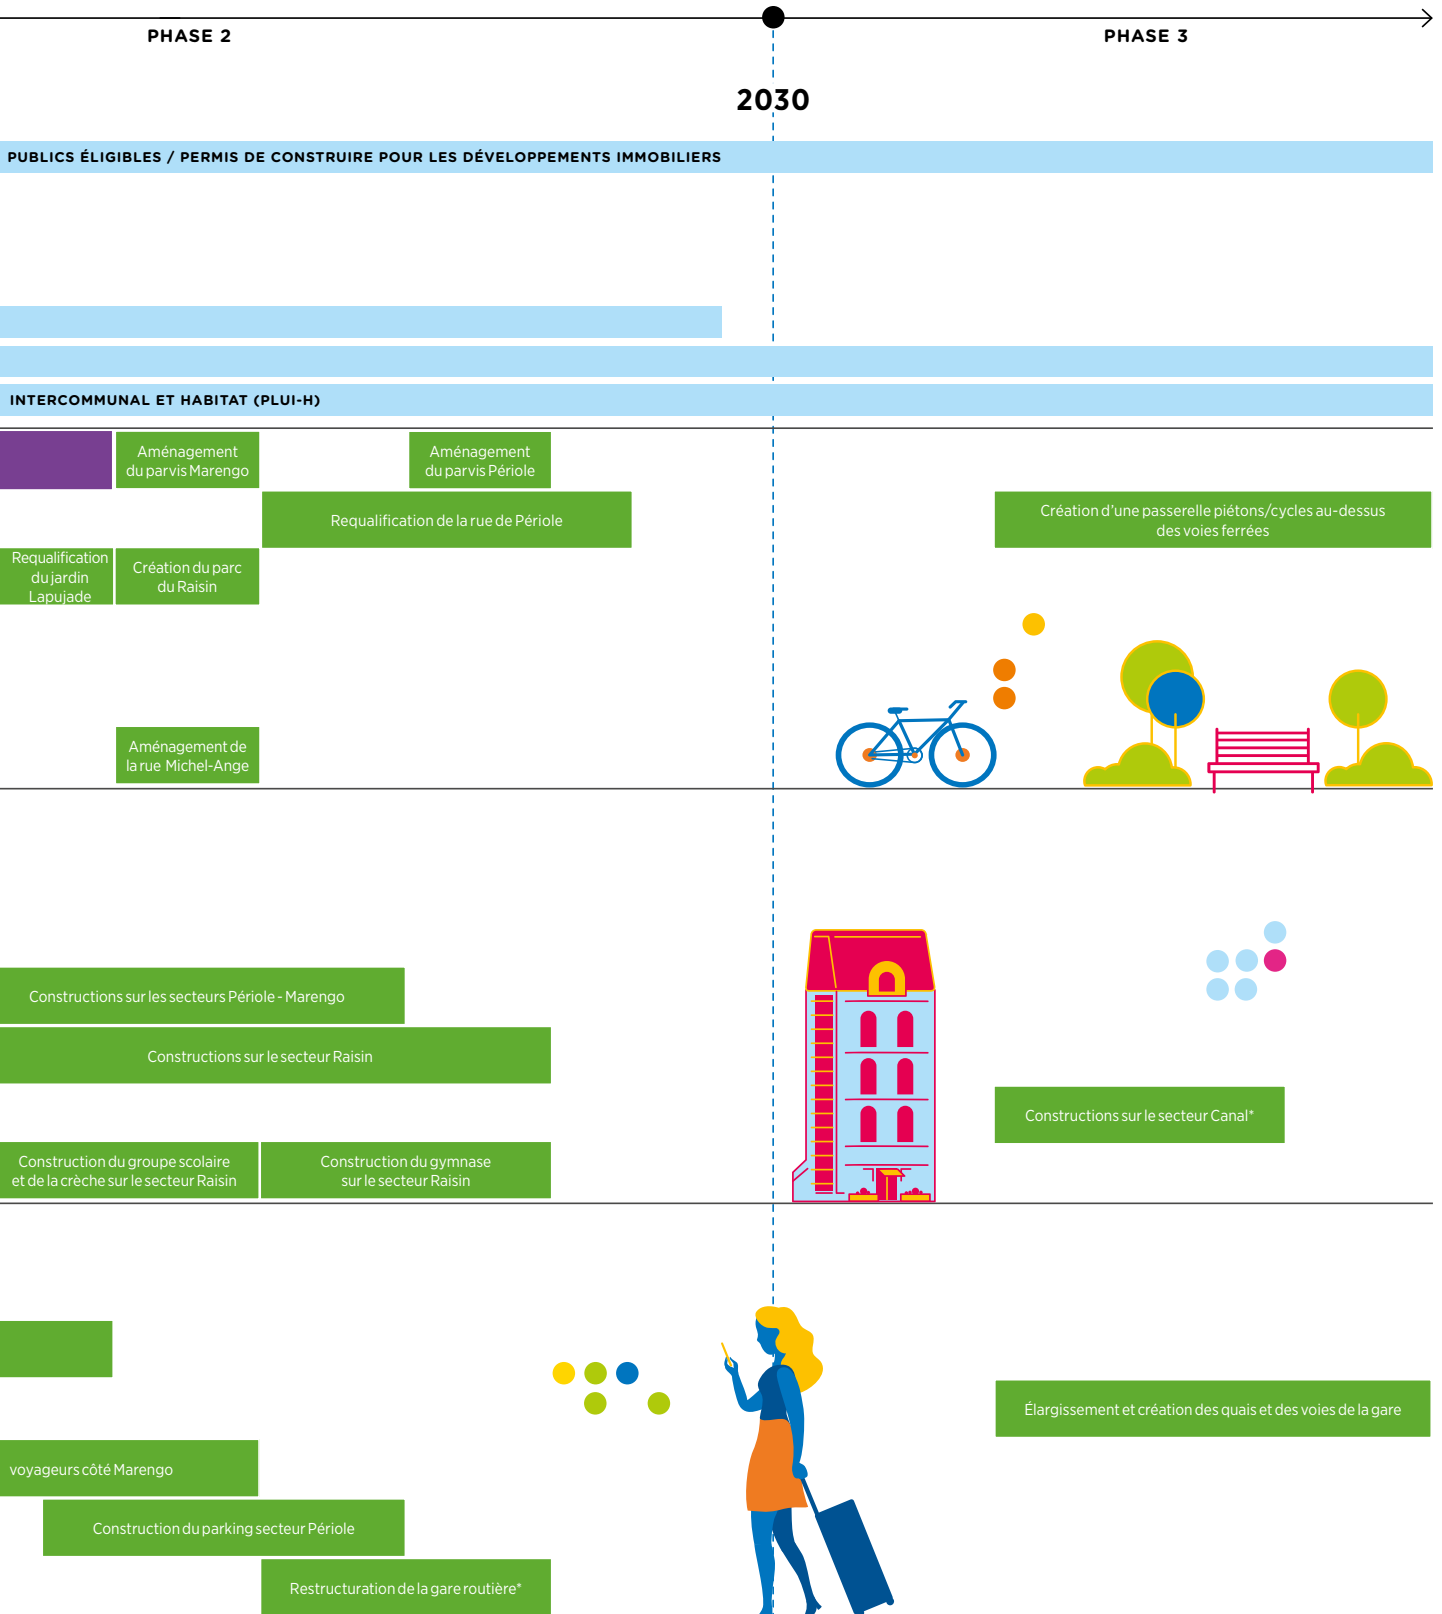 PHASE 2
PHASE 3
2030
PUBLICS ÉLIGIBLES / PERMIS DE CONSTRUIRE POUR LES DÉVELOPPEMENTS IMMOBILIERS
INTERCOMMUNAL ET HABITAT (PLUI-H)
Aménagement
du parvis Marengo
Aménagement
du parvis Périole
Requalification de la rue de Périole
Création d’une passerelle piétons/cycles au-dessus
des voies ferrées
Requalification
du jardin
Lapujade
Création du parc
du Raisin
Aménagement de
la rue Michel-Ange
Constructions sur les secteurs Périole - Marengo
Constructions sur le secteur Raisin
Constructions sur le secteur Canal*
Construction du groupe scolaire
et de la crèche sur le secteur Raisin
Construction du gymnase
sur le secteur Raisin
Élargissement et création des quais et des voies de la gare
voyageurs côté Marengo
Construction du parking secteur Périole
Restructuration de la gare routière*